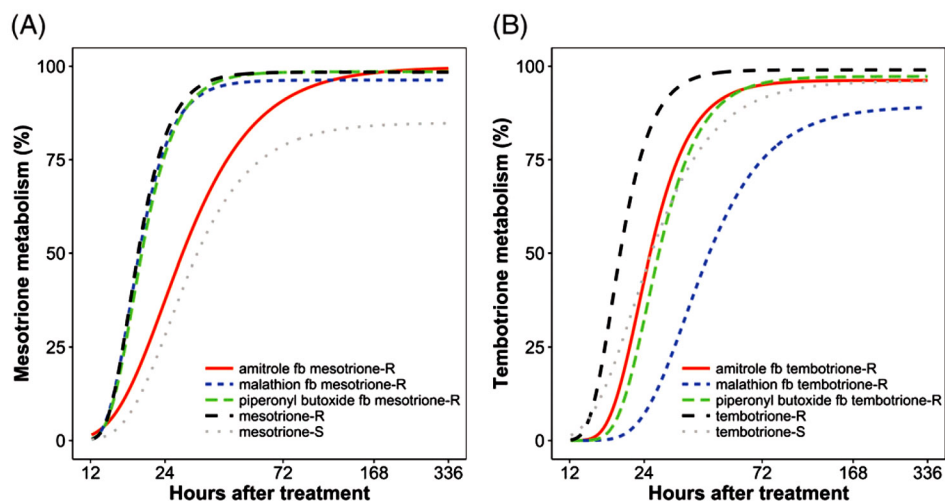 (A)
Mesotrione metabolism (%)
100
75
50
25
0
amitrole fb mesotrione-R
malathion fb mesotrione-R
piperonyl butoxide fb mesotrione-R
mesotrione-R
mesotrione-S
12 24 72 168 336
Hours after treatment
(B)
Tembotrione metabolism (%)
100
75
50
25
0
amitrole fb tembotrione-R
malathion fb tembotrione-R
piperonyl butoxide fb tembotrione-R
tembotrione-R
tembotrione-S
12 24 72 168 336
Hours after treatment